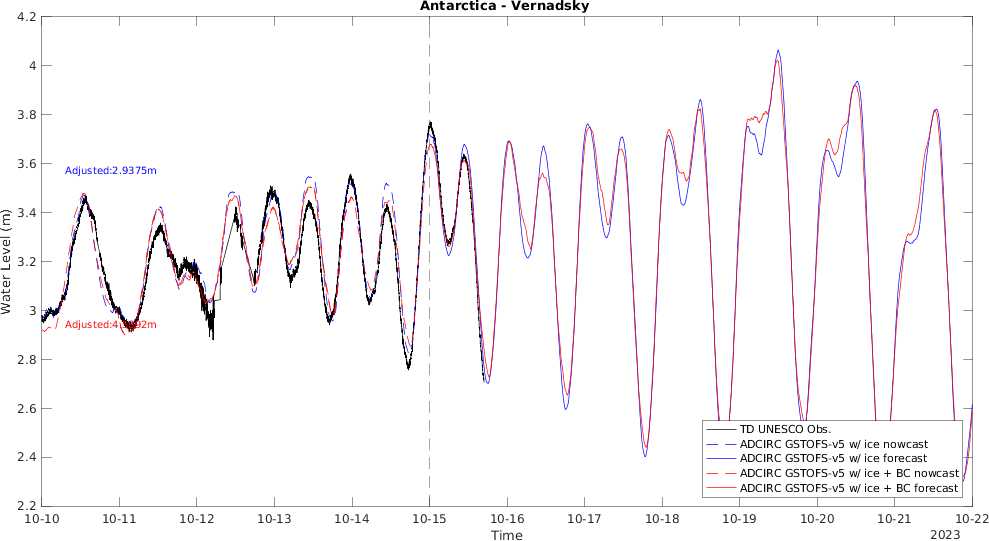 Antarctica - Vernadsky
4.2
4
3.8
3.6
3.4
3.2
3
2.8
2.6
2.4
2.2
Water Level (m)
Adjusted:2.9375m
TD UNESCO Obs.
ADCIRC GSTOFS-v5 w/ ice nowcast
ADCIRC GSTOFS-v5 w/ ice forecast
ADCIRC GSTOFS-v5 w/ ice + BC nowcast
ADCIRC GSTOFS-v5 w/ ice + BC forecast
10-10 10-11 10-12 10-13 10-14 10-15 10-16 10-17 10-18 10-19 10-20 10-21 10-22
Time
2023